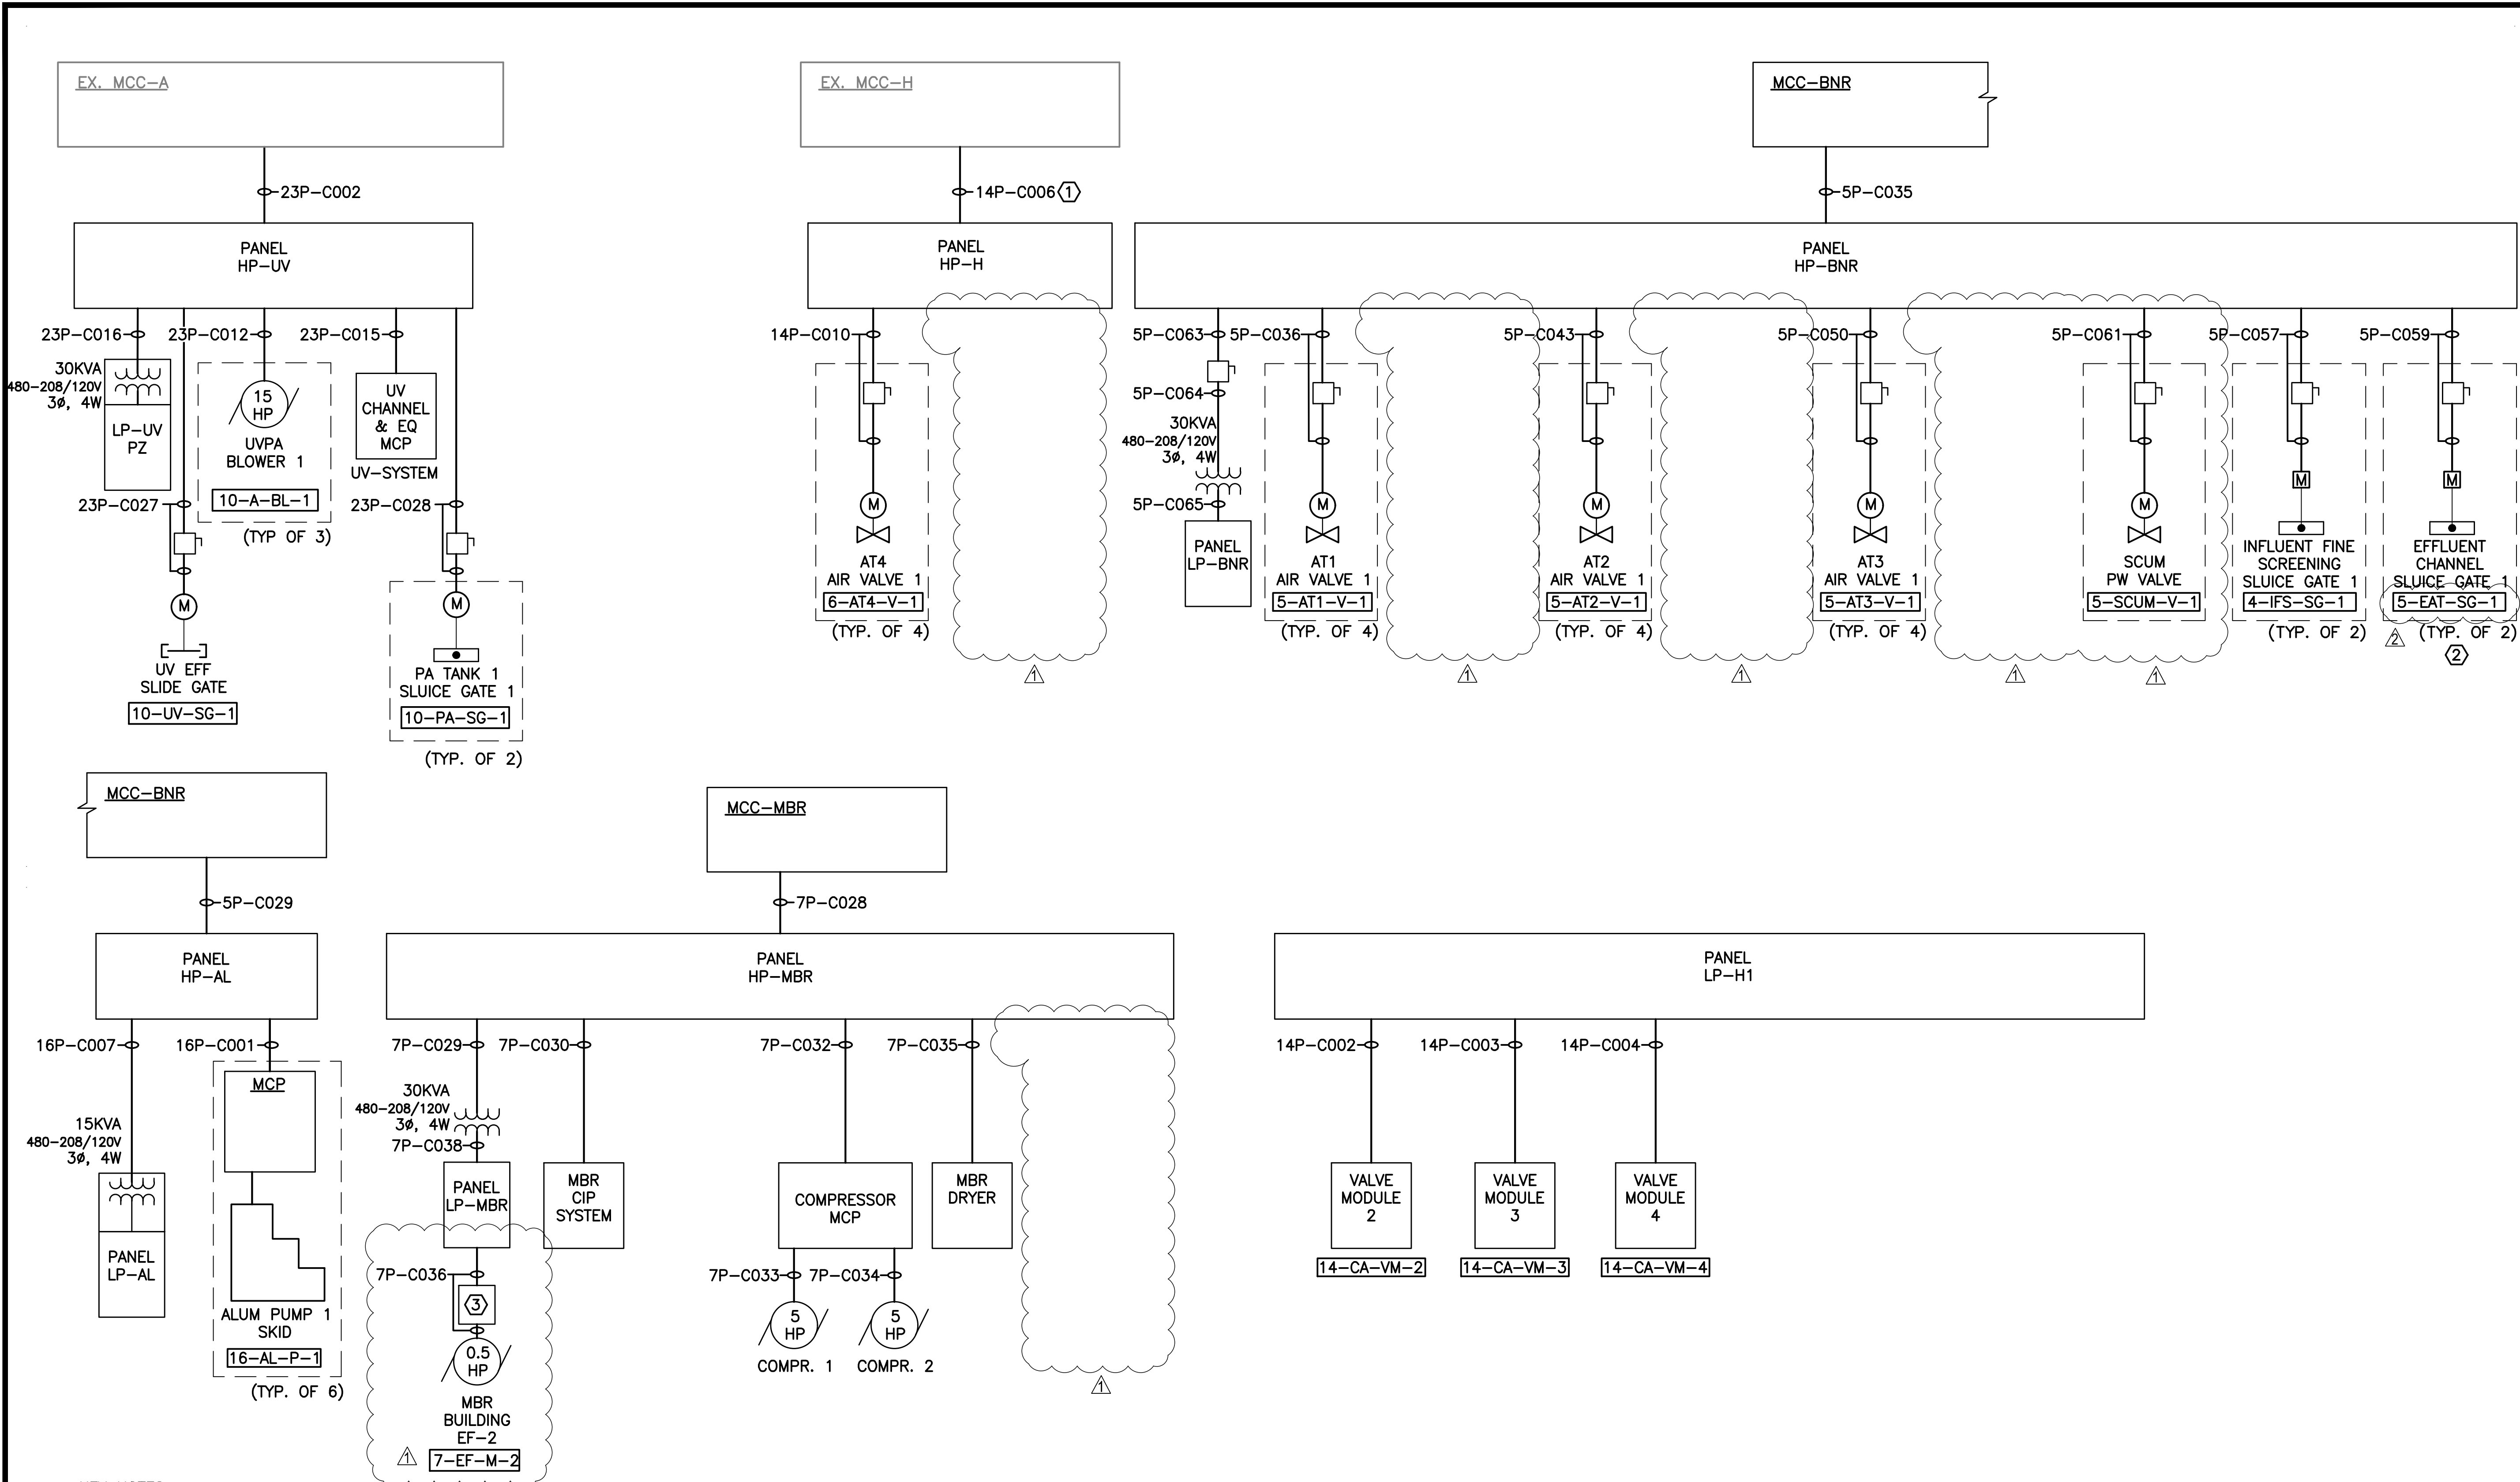 EX. MCC-A
23P-C002
PANEL
HP-UV
23P-C016
23P-C012
23P-C015
30KVA
480-208/120V
3ø, 4W
LP-UV
PZ
15
HP
UVPA
BLOWER 1
10-A-BL-1
(TYP OF 3)
UV
CHANNEL
& EQ
MCP
UV-SYSTEM
23P-C027
M
UV EFF
SLIDE GATE
10-UV-SG-1
23P-C028
M
PA TANK 1
SLUICE GATE 1
10-PA-SG-1
(TYP. OF 2)
EX. MCC-H
14P-C006
1
PANEL
HP-H
14P-C010
M
AT4
AIR VALVE 1
6-AT4-V-1
(TYP. OF 4)
1
MCC-BNR
5P-C035
PANEL
HP-BNR
5P-C063
5P-C064
30KVA
480-208/120V
3ø, 4W
5P-C065
PANEL
LP-BNR
5P-C036
M
AT1
AIR VALVE 1
5-AT1-V-1
(TYP. OF 4)
1
5P-C043
M
AT2
AIR VALVE 1
5-AT2-V-1
(TYP. OF 4)
1
5P-C050
M
AT3
AIR VALVE 1
5-AT3-V-1
(TYP. OF 4)
1
5P-C061
M
SCUM
PW VALVE
5-SCUM-V-1
1
5P-C057
M
INFLUENT FINE
SCREENING
SLUICE GATE 1
4-IFS-SG-1
(TYP. OF 2)
5P-C059
M
EFFLUENT
CHANNEL
SLUICE GATE 1
5-EAT-SG-1
2
(TYP. OF 2)
2
MCC-BNR
5P-C029
PANEL
HP-AL
16P-C007
15KVA
480-208/120V
3ø, 4W
PANEL
LP-AL
16P-C001
MCP
ALUM PUMP 1
SKID
16-AL-P-1
(TYP. OF 6)
MCC-MBR
7P-C028
PANEL
HP-MBR
7P-C029
30KVA
480-208/120V
3ø, 4W
7P-C038
PANEL
LP-MBR
7P-C036
3
0.5
HP
MBR
BUILDING
EF-2
1
7-EF-M-2
7P-C030
MBR
CIP
SYSTEM
7P-C032
COMPRESSOR
MCP
7P-C033
5
HP
COMPR. 1
7P-C034
5
HP
COMPR. 2
7P-C035
MBR
DRYER
1
PANEL
LP-H1
14P-C002
VALVE
MODULE
2
14-CA-VM-2
14P-C003
VALVE
MODULE
3
14-CA-VM-3
14P-C004
VALVE
MODULE
4
14-CA-VM-4